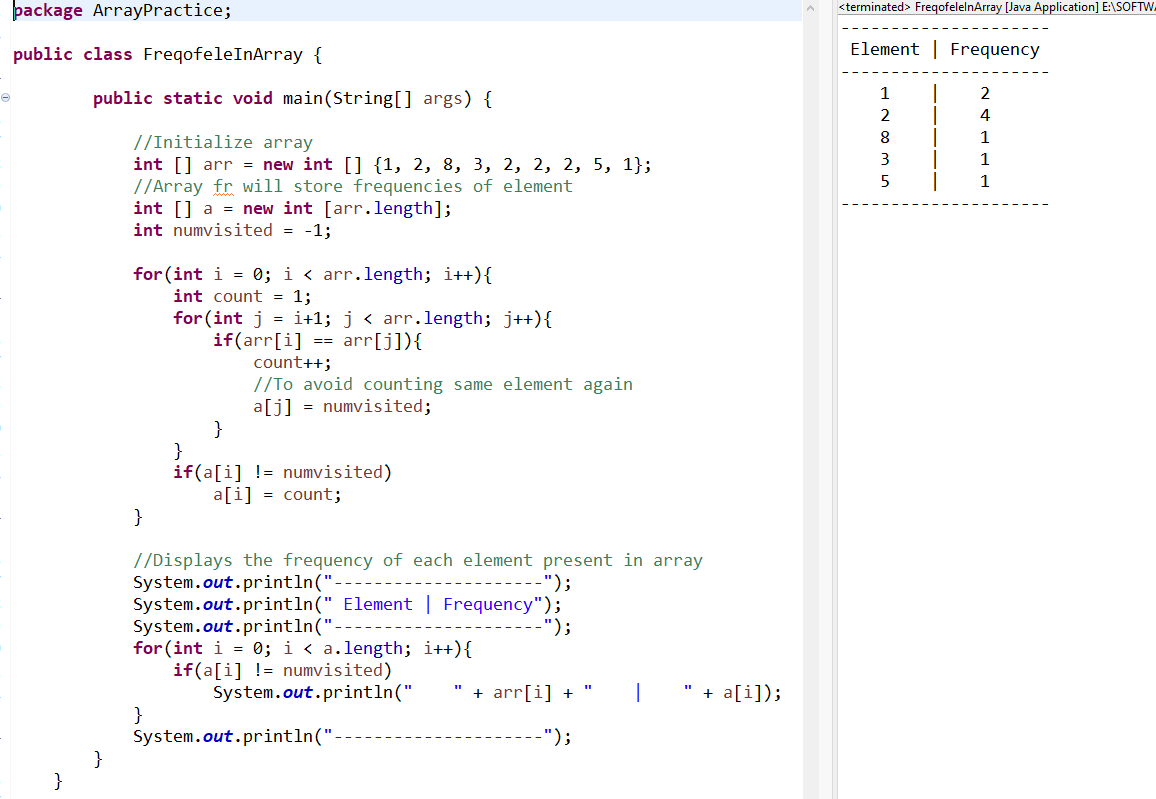 package ArrayPractice;
public class FreqofeleInArray {
public static void main(String[] args) {
//Initialize array
int [] arr = new int [] {1, 2, 8, 3, 2, 2, 2, 5, 1};
//Array fr will store frequencies of element
int [] a = new int [arr.length];
int numvisited = -1;
for(int i = 0; i < arr.length; i++){
int count = 1;
for(int j = i+1; j < arr.length; j++){
if(arr[i] == arr[j]){
count++;
//To avoid counting same element again
a[j] = numvisited;
}
}
if(a[i] != numvisited)
a[i] = count;
}
//Displays the frequency of each element present in array
System.out.println("---------------------");
System.out.println(" Element | Frequency");
System.out.println("---------------------");
for(int i = 0; i < a.length; i++){
if(a[i] != numvisited)
System.out.println("    " + arr[i] + "    |    " + a[i]);
}
System.out.println("---------------------");
}
}
<terminated> FreqofeleInArray [Java Application] E:\SOFTWA
---------------------
Element | Frequency
---------------------
1    |    2
2    |    4
8    |    1
3    |    1
5    |    1
---------------------